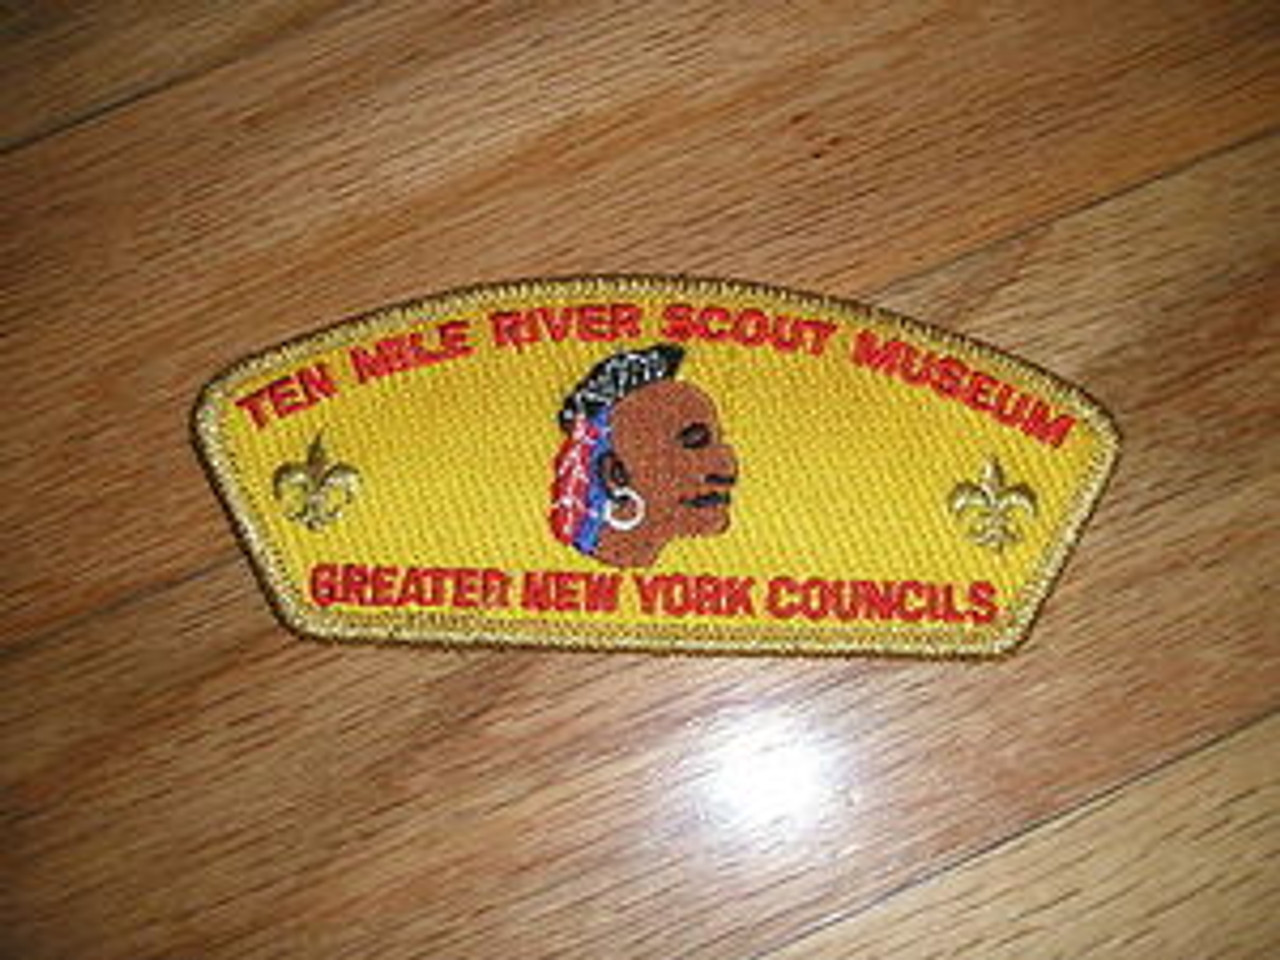 TEN MILE RIVER SCOUT MUSEUM
GREATER NEW YORK COUNCILS